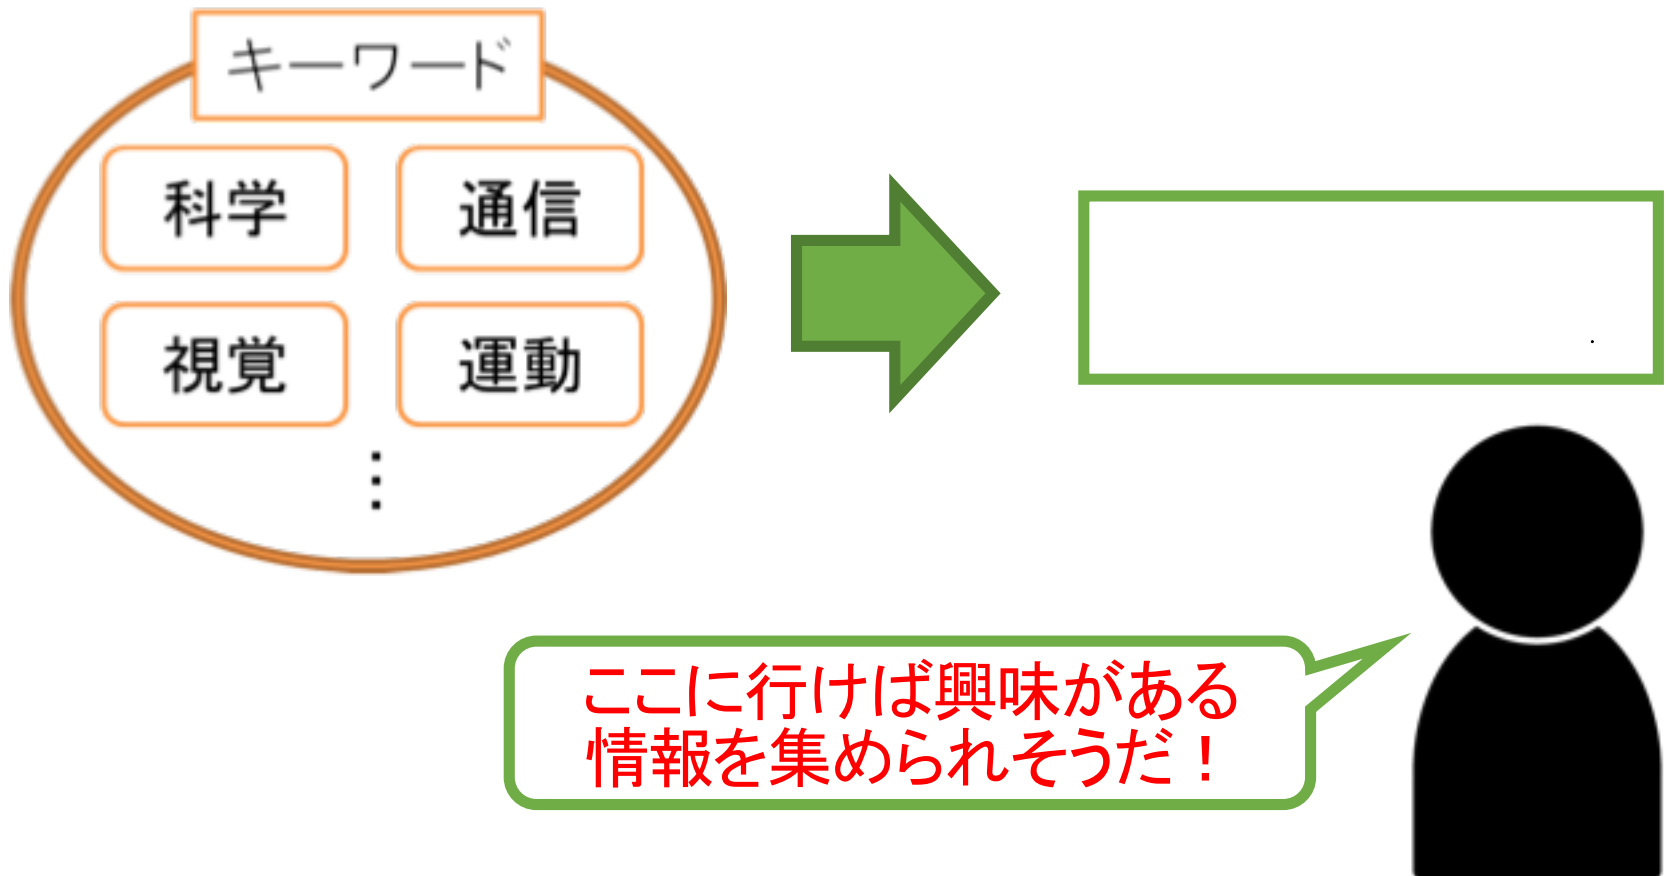 キーワード
科学
通信
視覚
運動
⋮
ここに行けば興味がある
情報を集められそうだ！